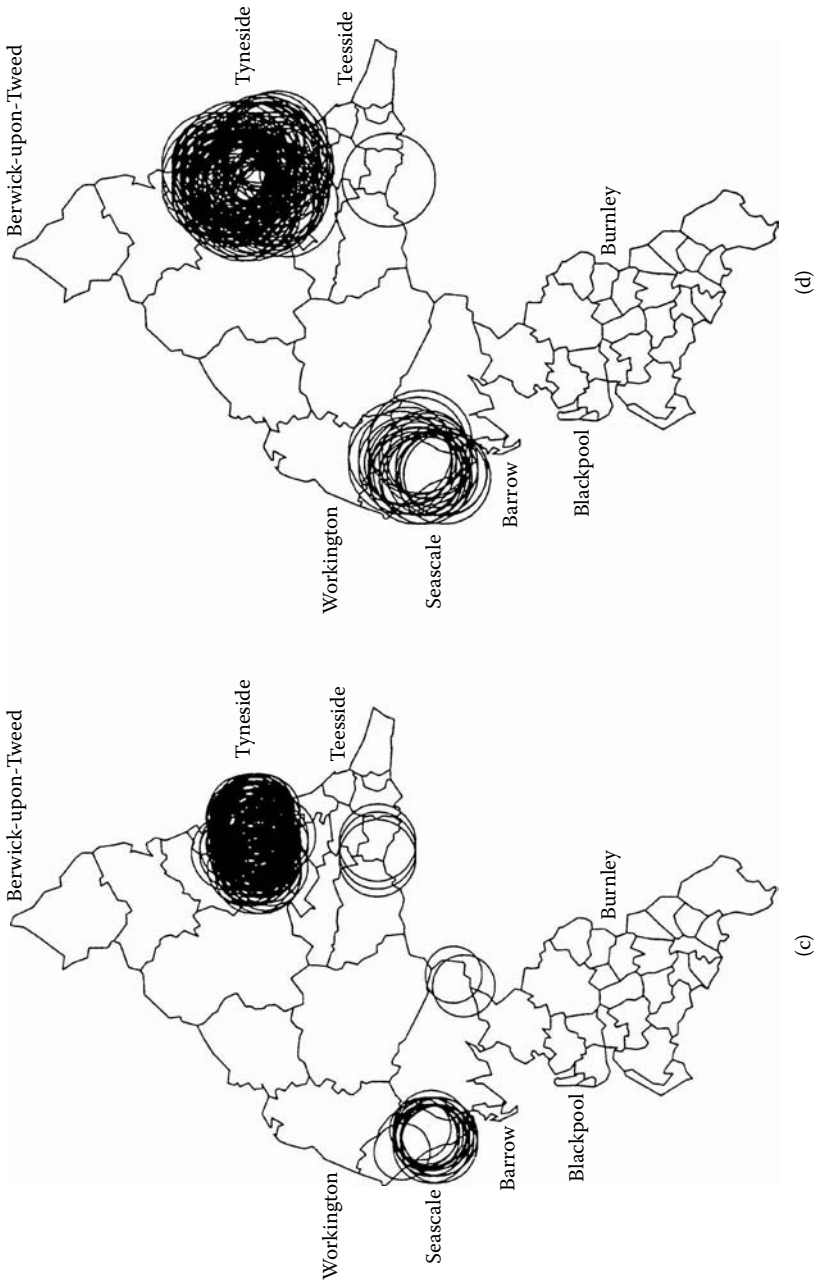 Berwick-upon-Tweed
Tyneside
Teesside
Workington
Seascale
Barrow
Blackpool
Burnley
(c)
Berwick-upon-Tweed
Tyneside
Teesside
Workington
Seascale
Barrow
Blackpool
Burnley
(d)